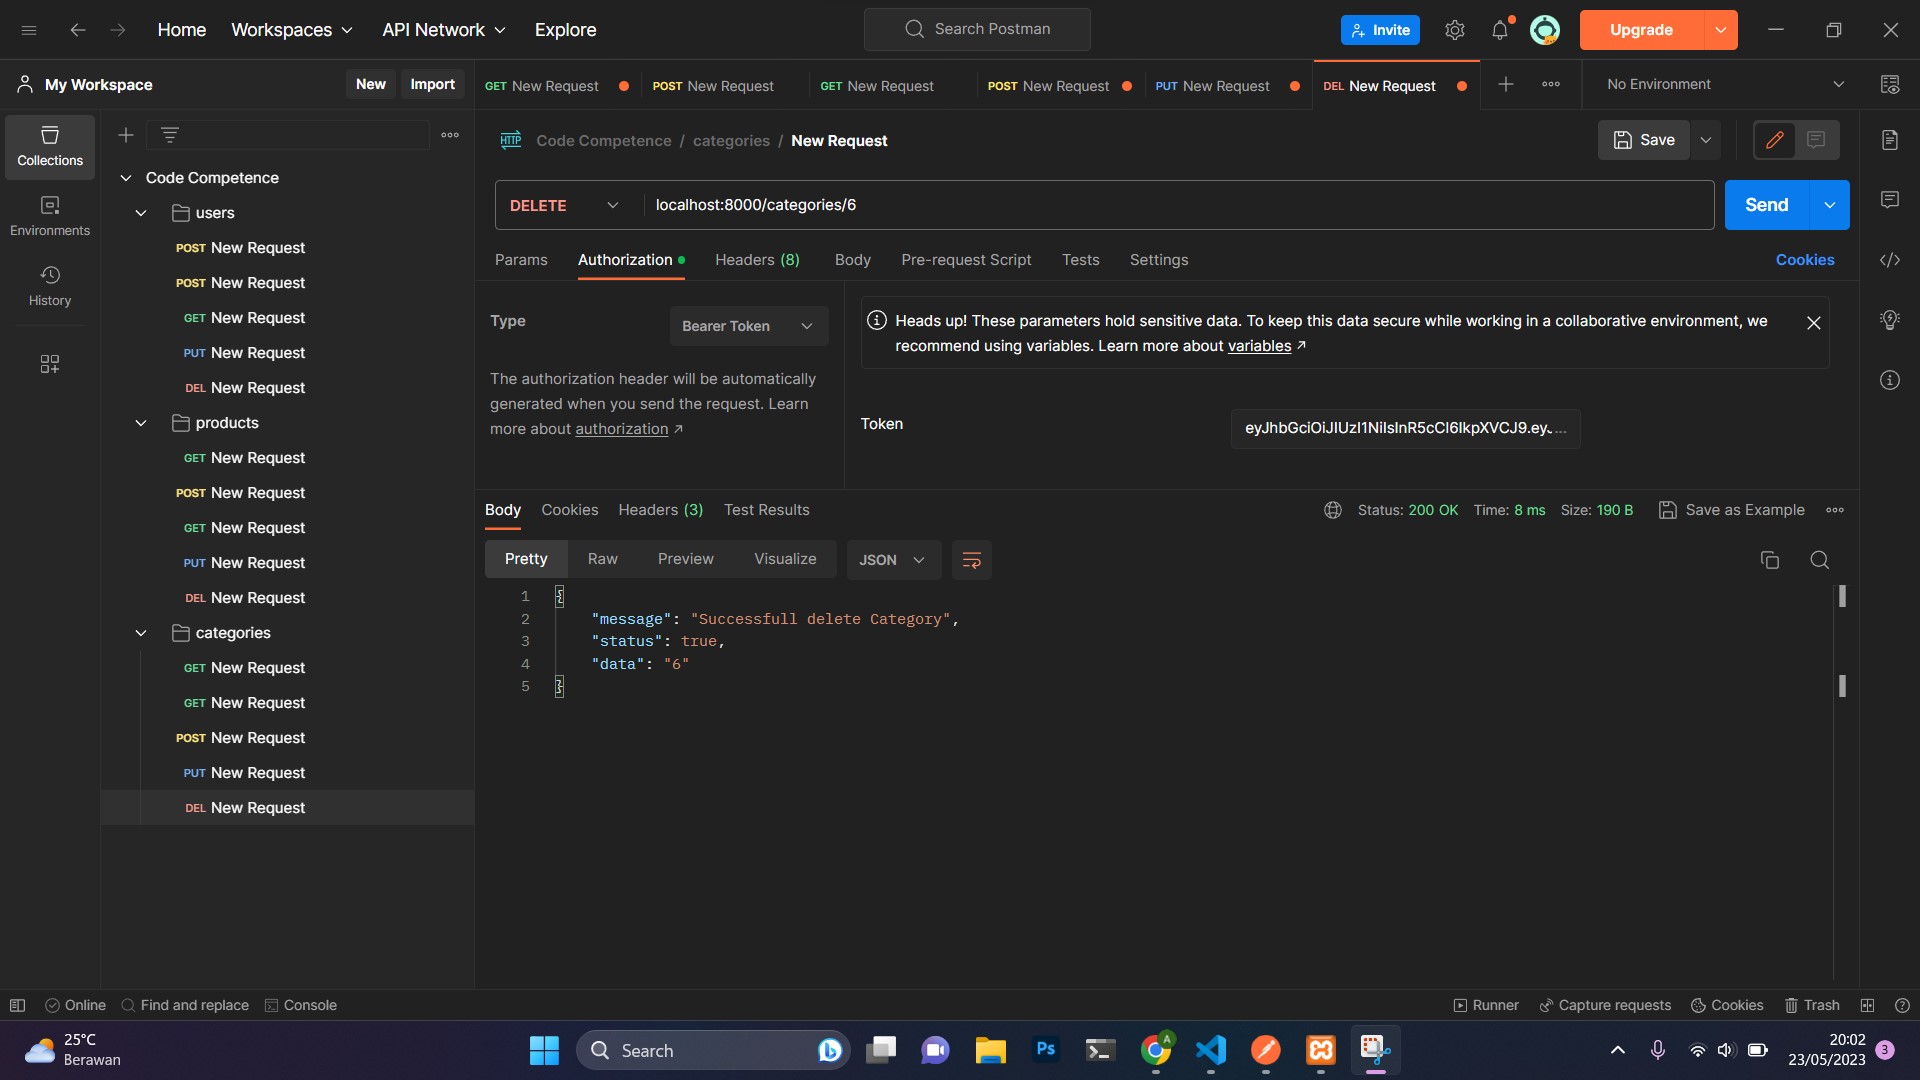 Home Workspaces API Network Explore Search Postman Invite Upgrade
My Workspace New Import GET New Request POST New Request GET New Request POST New Request PUT New Request DEL New Request No Environment
Collections
Environments
History
Code Competence
users
POST New Request
POST New Request
GET New Request
PUT New Request
DEL New Request
products
GET New Request
POST New Request
GET New Request
PUT New Request
DEL New Request
categories
GET New Request
GET New Request
POST New Request
PUT New Request
DEL New Request
HTTP Code Competence / categories / New Request Save
DELETE localhost:8000/categories/6 Send
Params Authorization Headers (8) Body Pre-request Script Tests Settings Cookies
Type Bearer Token
The authorization header will be automatically
generated when you send the request. Learn
more about authorization ↗
Heads up! These parameters hold sensitive data. To keep this data secure while working in a collaborative environment, we
recommend using variables. Learn more about variables ↗
Token eyJhbGciOiJIUzI1NiIsInR5cCI6IkpXVCJ9.eyJ...
Body Cookies Headers (3) Test Results Status: 200 OK Time: 8 ms Size: 190 B Save as Example
Pretty Raw Preview Visualize JSON
1 {
2 "message": "Successfull delete Category",
3 "status": true,
4 "data": "6"
5 }
Online Find and replace Console Runner Capture requests Cookies Trash
25°C
Berawan
Search
Ps
A
20:02
23/05/2023
3